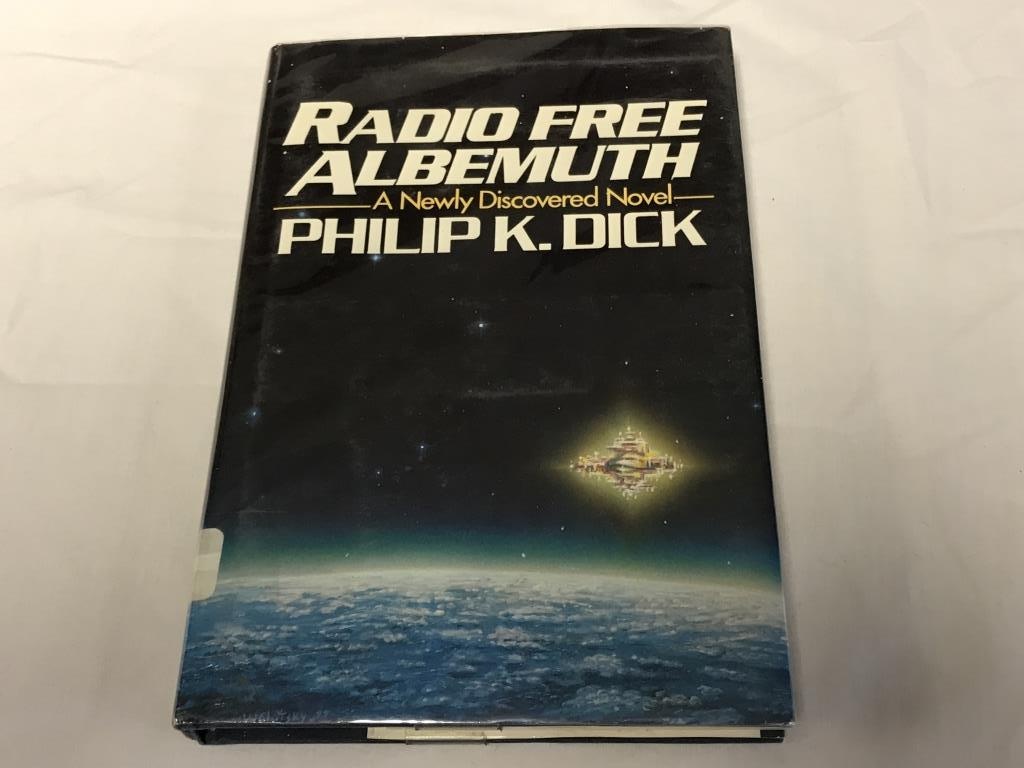 RADIO FREE
ALBEMUTH
A Newly Discovered Novel
PHILIP K. DICK